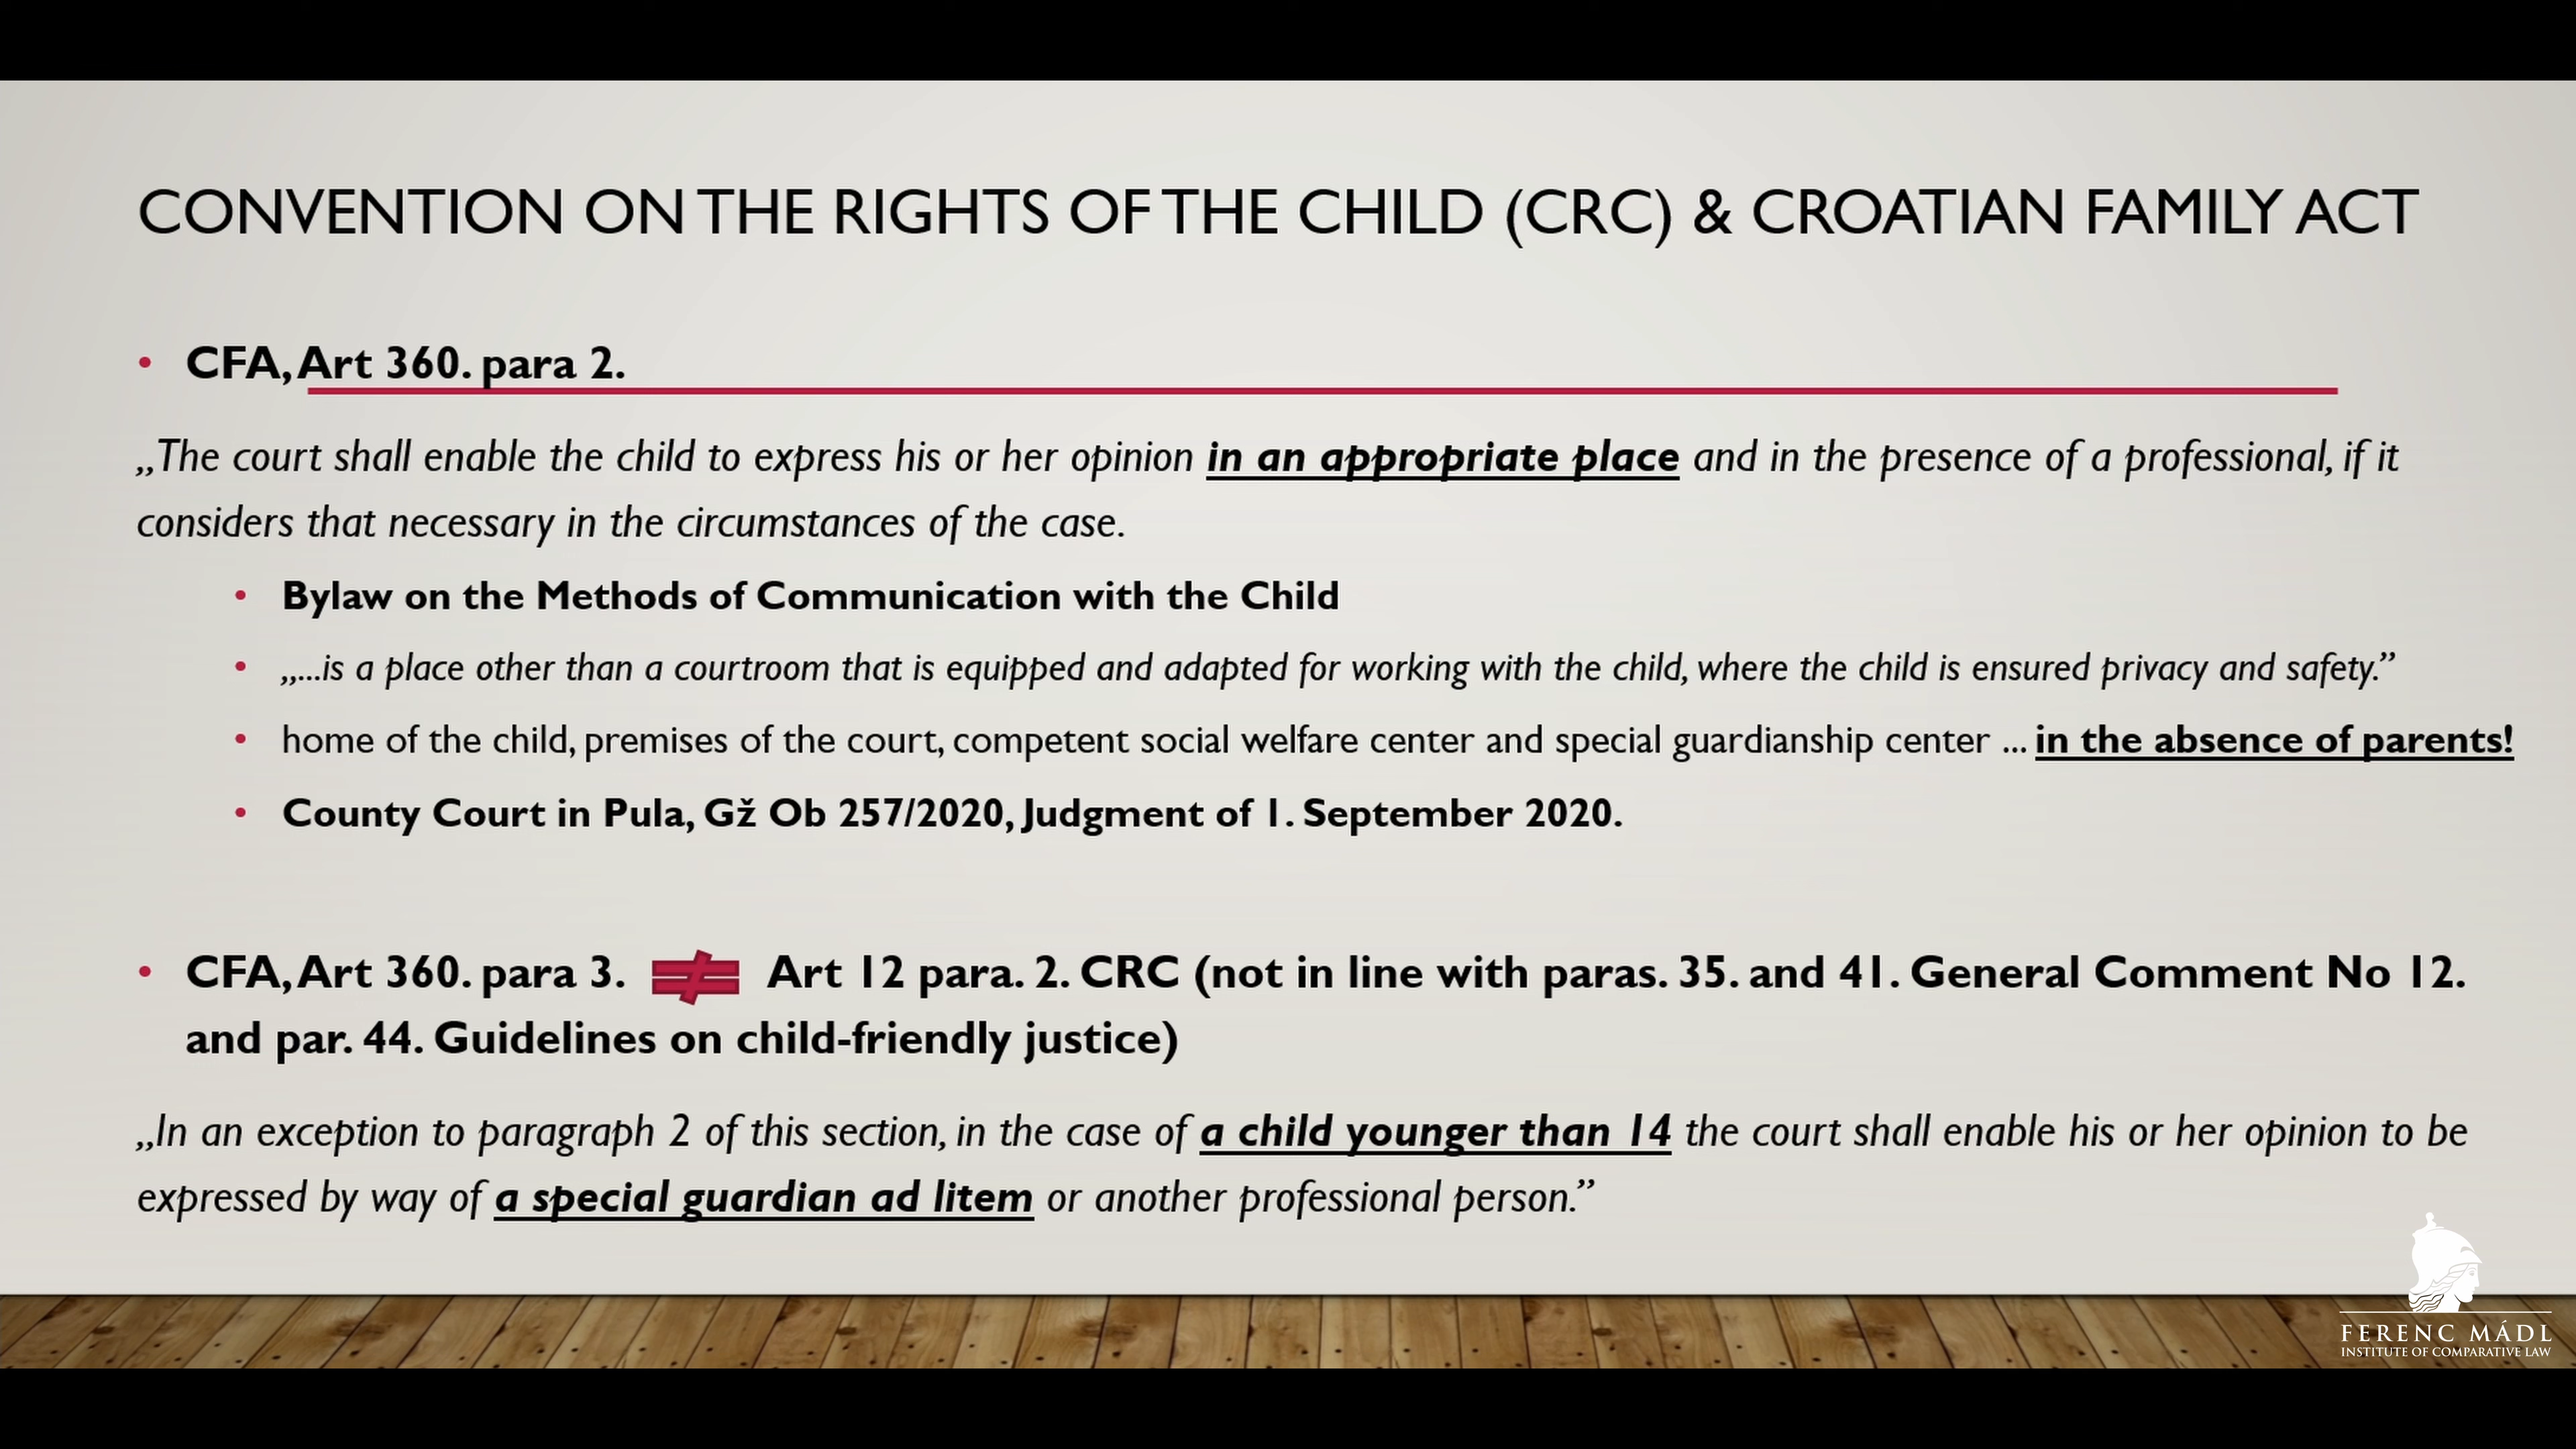 CONVENTION ON THE RIGHTS OF THE CHILD (CRC) & CROATIAN FAMILY ACT
• CFA, Art 360. para 2.
„The court shall enable the child to express his or her opinion in an appropriate place and in the presence of a professional, if it
considers that necessary in the circumstances of the case.
• Bylaw on the Methods of Communication with the Child
• „...is a place other than a courtroom that is equipped and adapted for working with the child, where the child is ensured privacy and safety.”
• home of the child, premises of the court, competent social welfare center and special guardianship center ... in the absence of parents!
• County Court in Pula, Gž Ob 257/2020, Judgment of 1. September 2020.
• CFA, Art 360. para 3. ≠ Art 12 para. 2. CRC (not in line with paras. 35. and 41. General Comment No 12.
and par. 44. Guidelines on child-friendly justice)
„In an exception to paragraph 2 of this section, in the case of a child younger than 14 the court shall enable his or her opinion to be
expressed by way of a special guardian ad litem or another professional person.”
FERENC MÁDL
INSTITUTE OF COMPARATIVE LAW